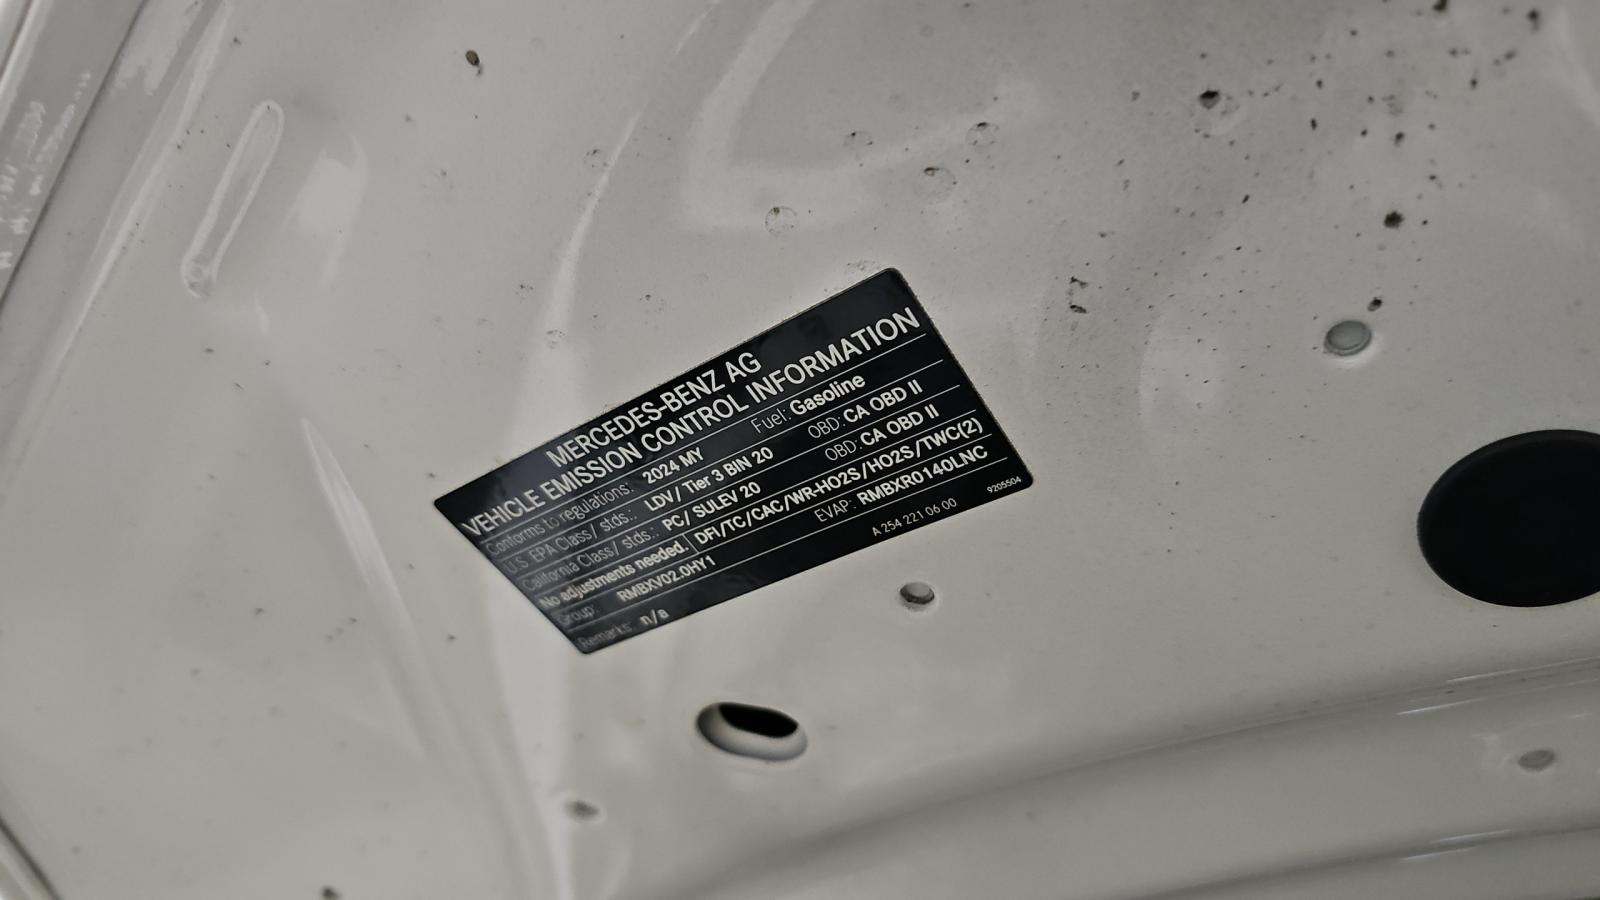 MERCEDES-BENZ AG
VEHICLE EMISSION CONTROL INFORMATION
Conforms to regulations: 2024 MY Fuel: Gasoline
U.S. EPA Class/ stds.: LDV/ Tier 3 BIN 20 OBD: CA OBD II
California Class/ stds.: PC/ SULEV 20 OBD: CA OBD II
No adjustments needed. DFI/TC/CAC/WR-HO2S/HO2S/TWC(2)
Group: RMBXV02.0HY1 EVAP: RMBXR0140LNC
Remarks: n/a A 254 221 06 00 9205504